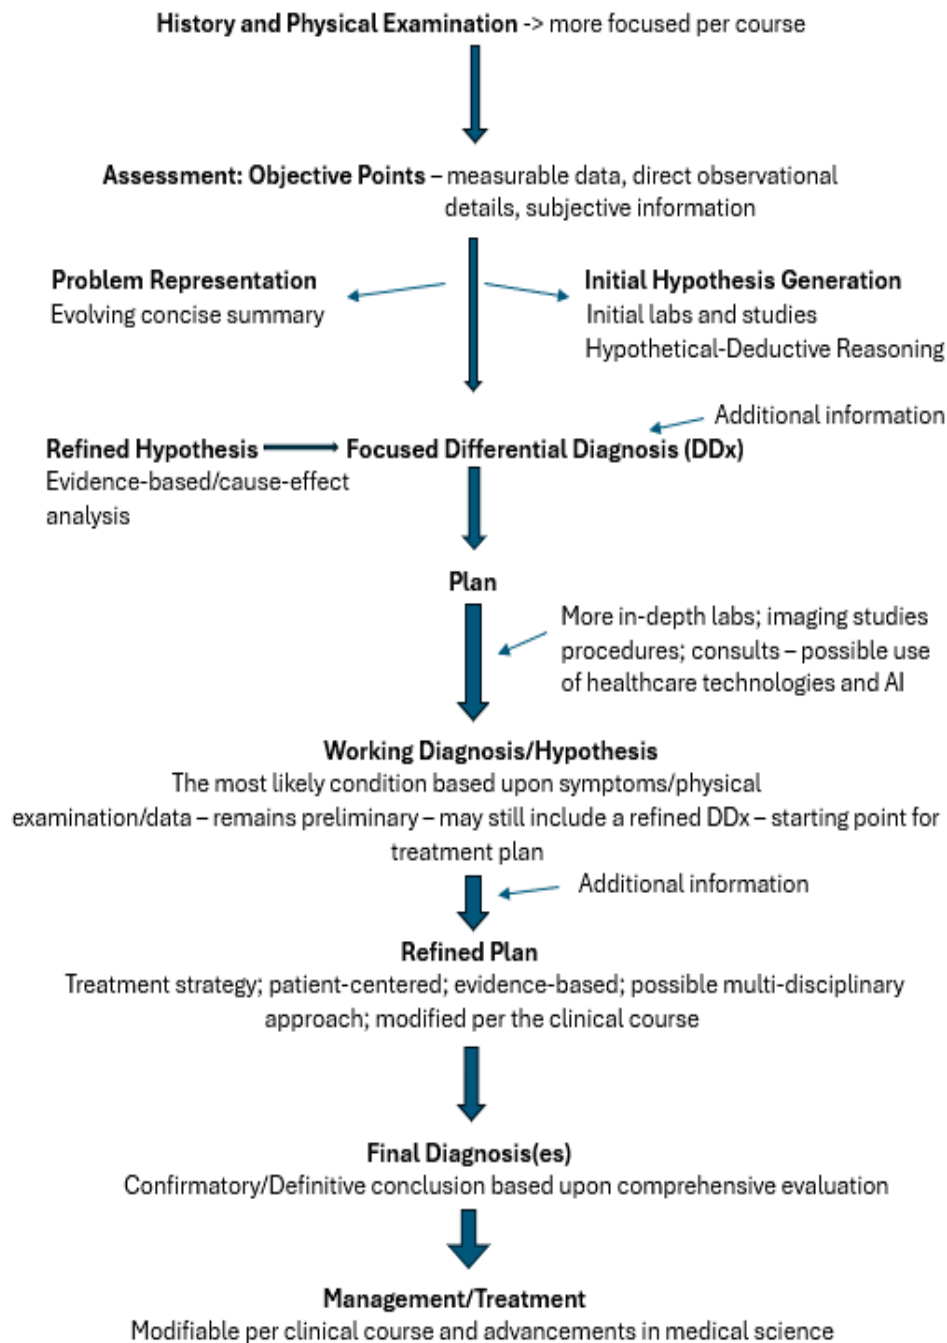 History and Physical Examination -> more focused per course
Assessment: Objective Points – measurable data, direct observational
details, subjective information
Problem Representation
Evolving concise summary
Initial Hypothesis Generation
Initial labs and studies
Hypothetical-Deductive Reasoning
Additional information
Refined Hypothesis
Evidence-based/cause-effect
analysis
Focused Differential Diagnosis (DDx)
Plan
More in-depth labs; imaging studies
procedures; consults – possible use
of healthcare technologies and AI
Working Diagnosis/Hypothesis
The most likely condition based upon symptoms/physical
examination/data – remains preliminary – may still include a refined DDx – starting point for
treatment plan
Additional information
Refined Plan
Treatment strategy; patient-centered; evidence-based; possible multi-disciplinary
approach; modified per the clinical course
Final Diagnosis(es)
Confirmatory/Definitive conclusion based upon comprehensive evaluation
Management/Treatment
Modifiable per clinical course and advancements in medical science